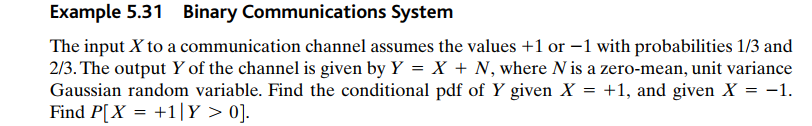 Example 5.31 Binary Communications System
The input X to a communication channel assumes the values +1 or −1 with probabilities 1/3 and
2/3. The output Y of the channel is given by Y = X + N, where N is a zero-mean, unit variance
Gaussian random variable. Find the conditional pdf of Y given X = +1, and given X = −1.
Find P[X = +1|Y > 0].